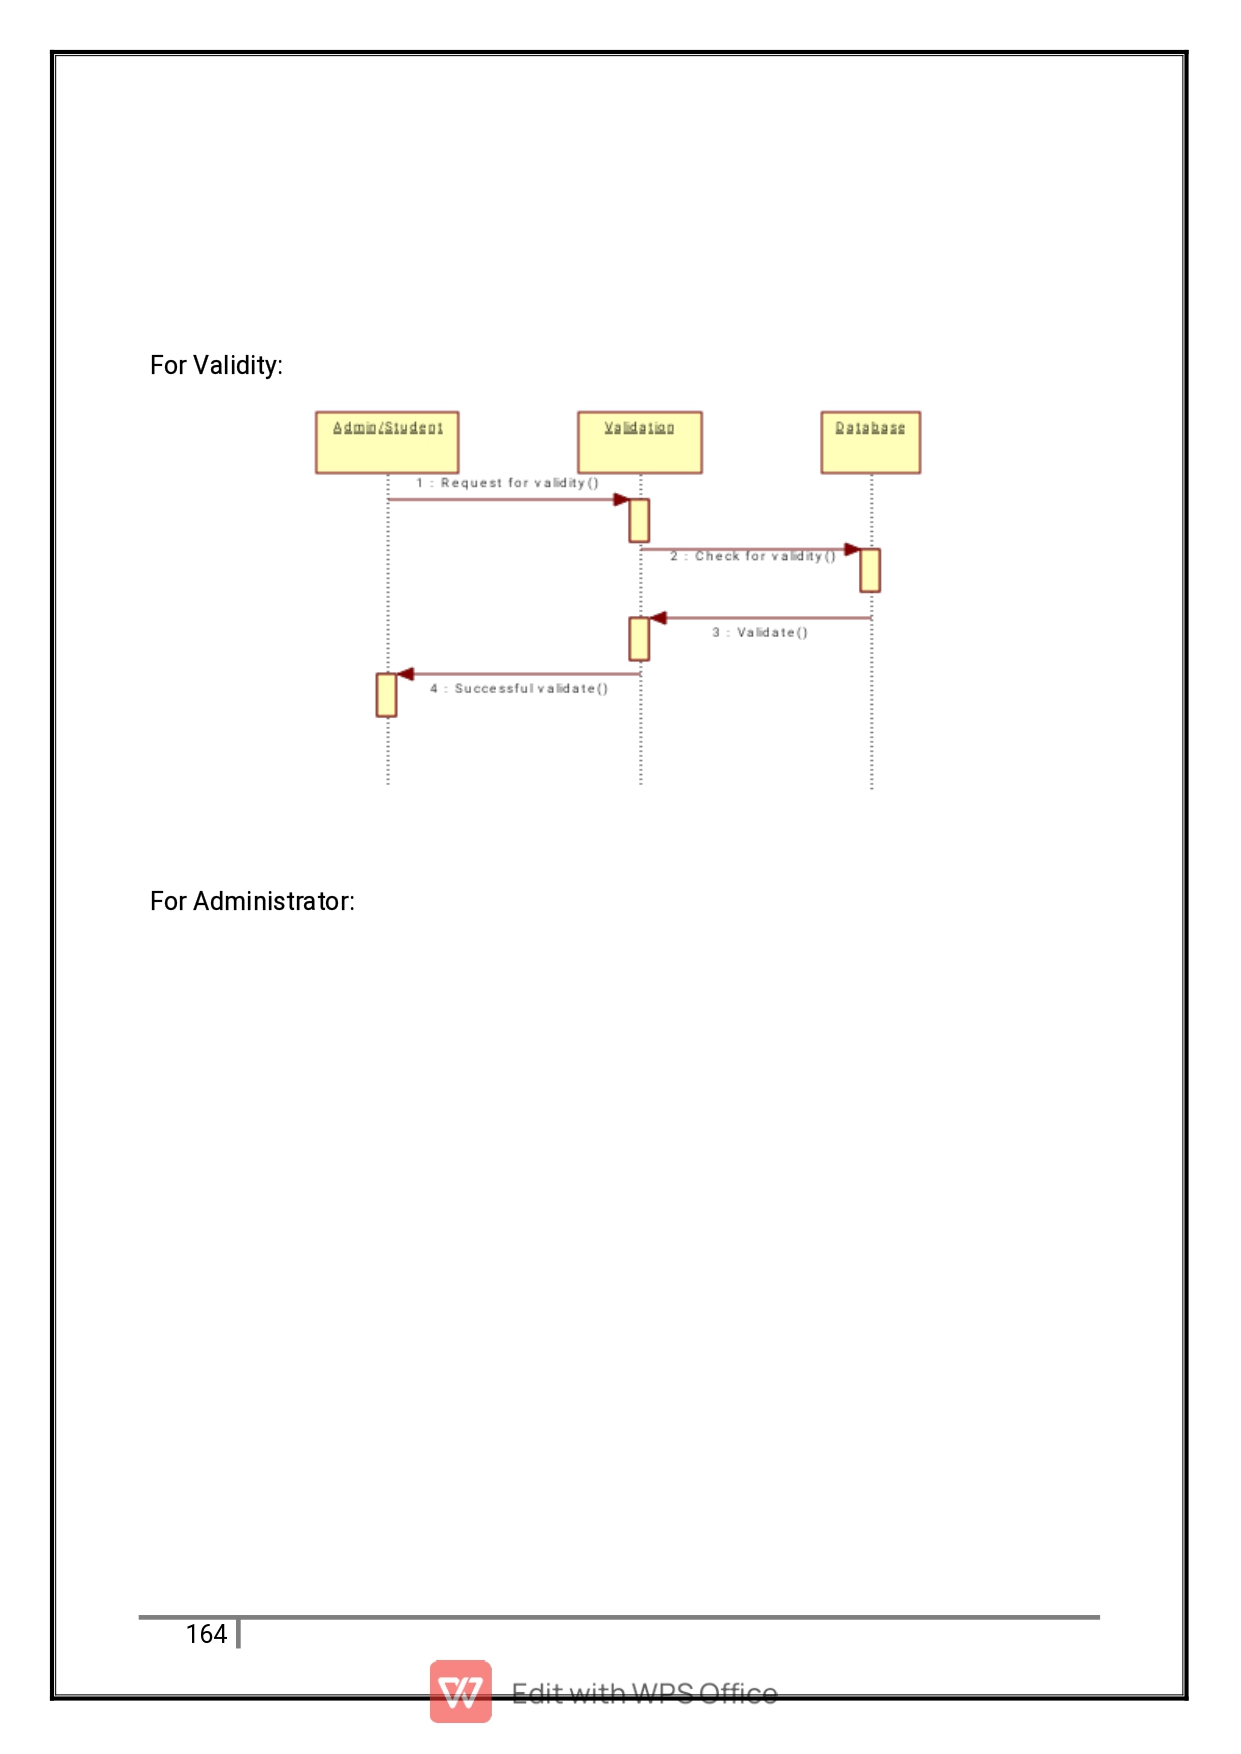 For Validity:
Admin/Student
Validation
Database
1 : Request for validity()
2 : Check for validity()
3 : Validate()
4 : Successful validate()
For Administrator:
164
Edit with WPS Office